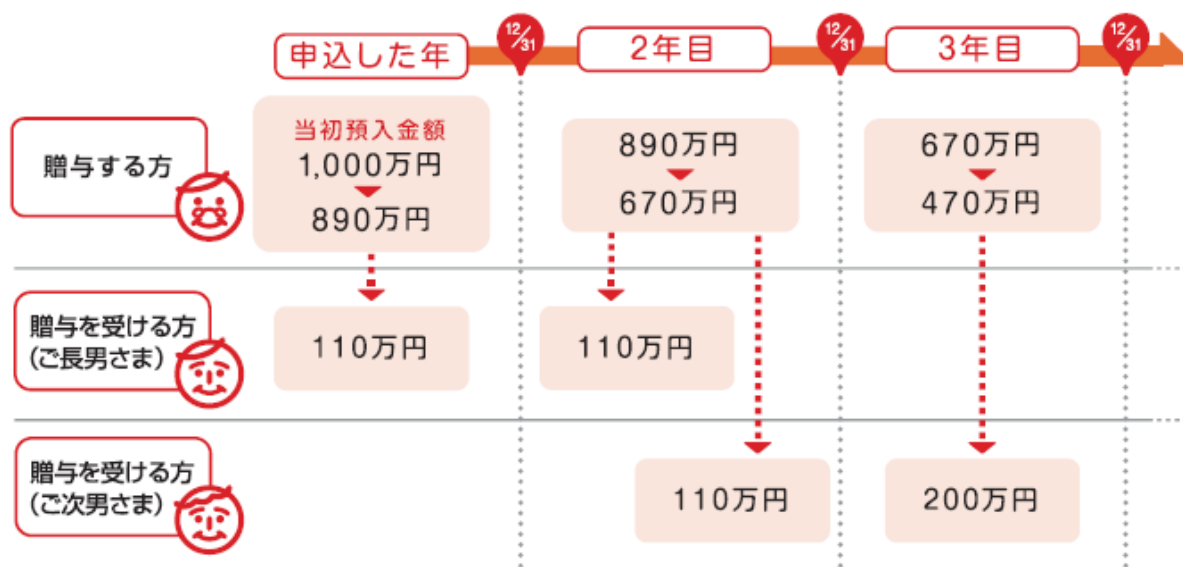 申込した年
12/31
2年目
12/31
3年目
12/31
贈与する方
当初預入金額
1,000万円
890万円
890万円
670万円
670万円
470万円
贈与を受ける方
(ご長男さま)
110万円
110万円
贈与を受ける方
(ご次男さま)
110万円
200万円